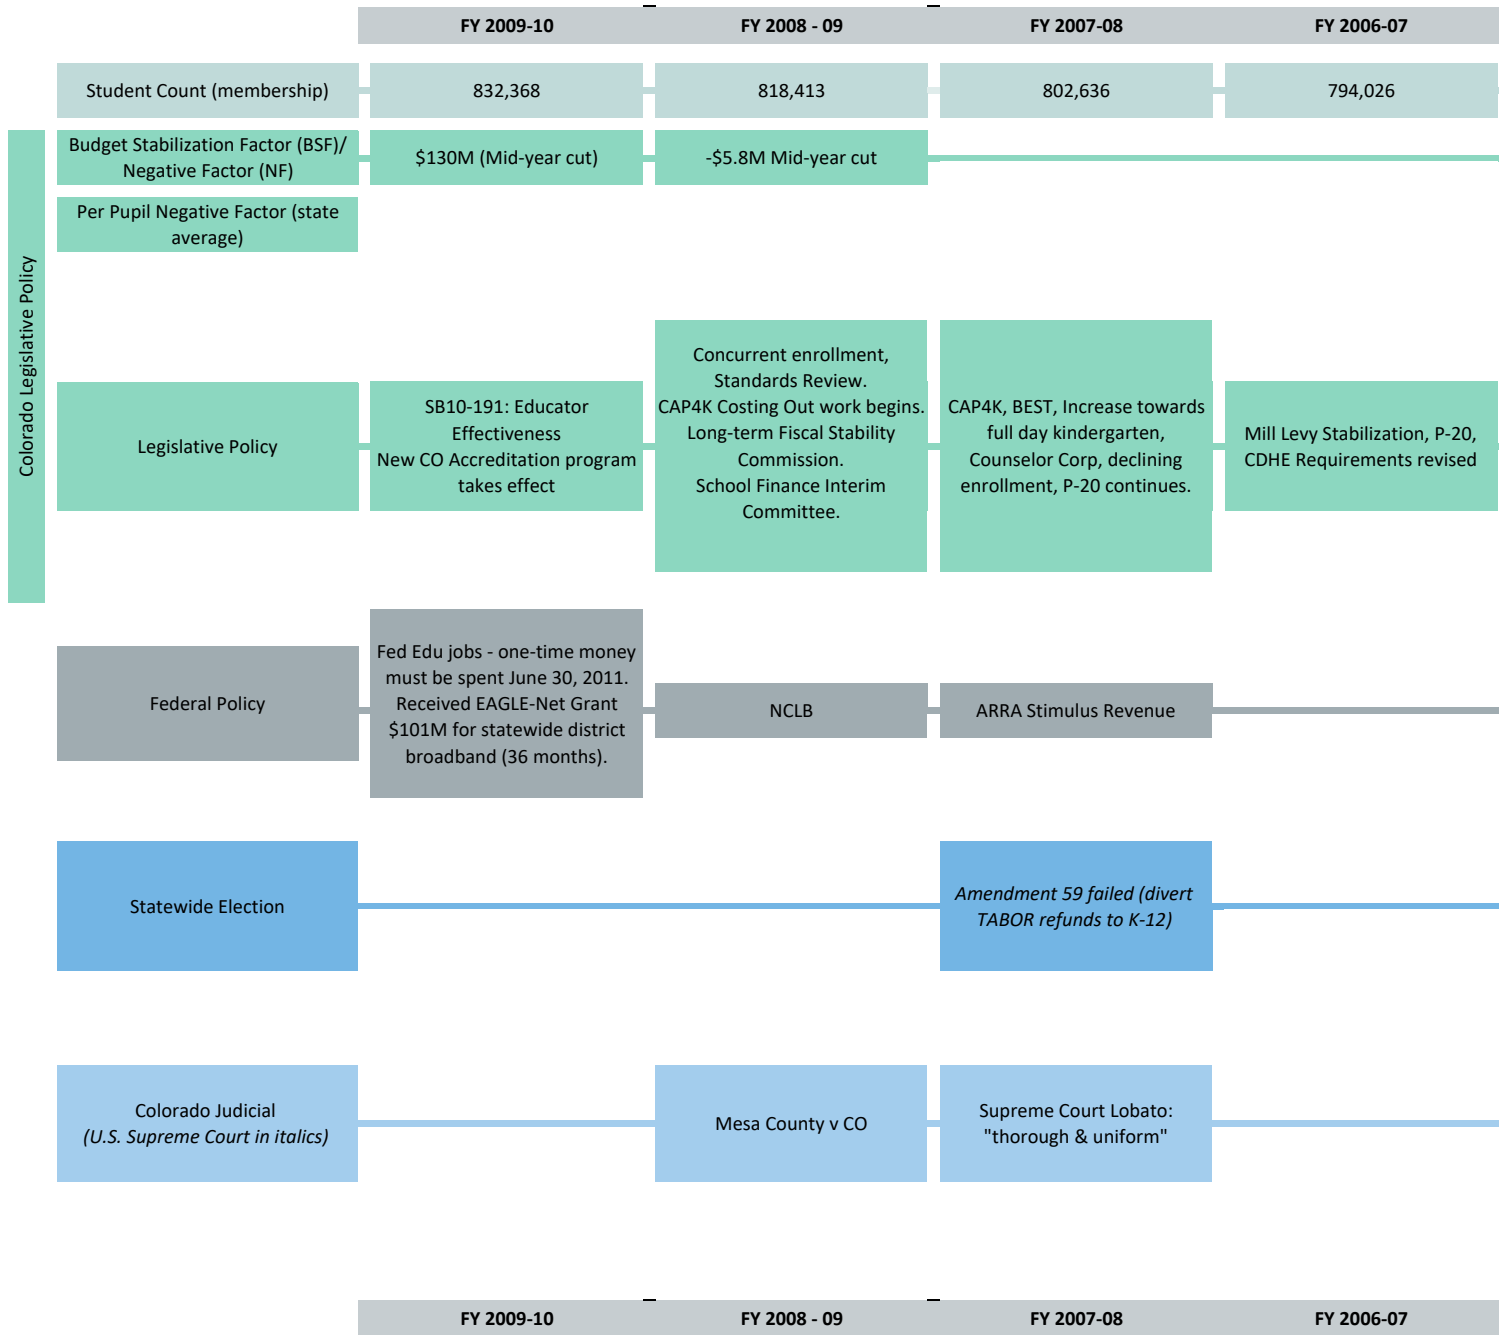 FY 2009-10 FY 2008 - 09 FY 2007-08 FY 2006-07
Student Count (membership) 832,368 818,413 802,636 794,026
Colorado Legislative Policy
Budget Stabilization Factor (BSF)/
Negative Factor (NF)
$130M (Mid-year cut)
-$5.8M Mid-year cut
Per Pupil Negative Factor (state
average)
Legislative Policy
SB10-191: Educator
Effectiveness
New CO Accreditation program
takes effect
Concurrent enrollment,
Standards Review.
CAP4K Costing Out work begins.
Long-term Fiscal Stability
Commission.
School Finance Interim
Committee.
CAP4K, BEST, Increase towards
full day kindergarten,
Counselor Corp, declining
enrollment, P-20 continues.
Mill Levy Stabilization, P-20,
CDHE Requirements revised
Federal Policy
Fed Edu jobs - one-time money
must be spent June 30, 2011.
Received EAGLE-Net Grant
$101M for statewide district
broadband (36 months).
NCLB
ARRA Stimulus Revenue
Statewide Election
Amendment 59 failed (divert
TABOR refunds to K-12)
Colorado Judicial
(U.S. Supreme Court in italics)
Mesa County v CO
Supreme Court Lobato:
"thorough & uniform"
FY 2009-10 FY 2008 - 09 FY 2007-08 FY 2006-07